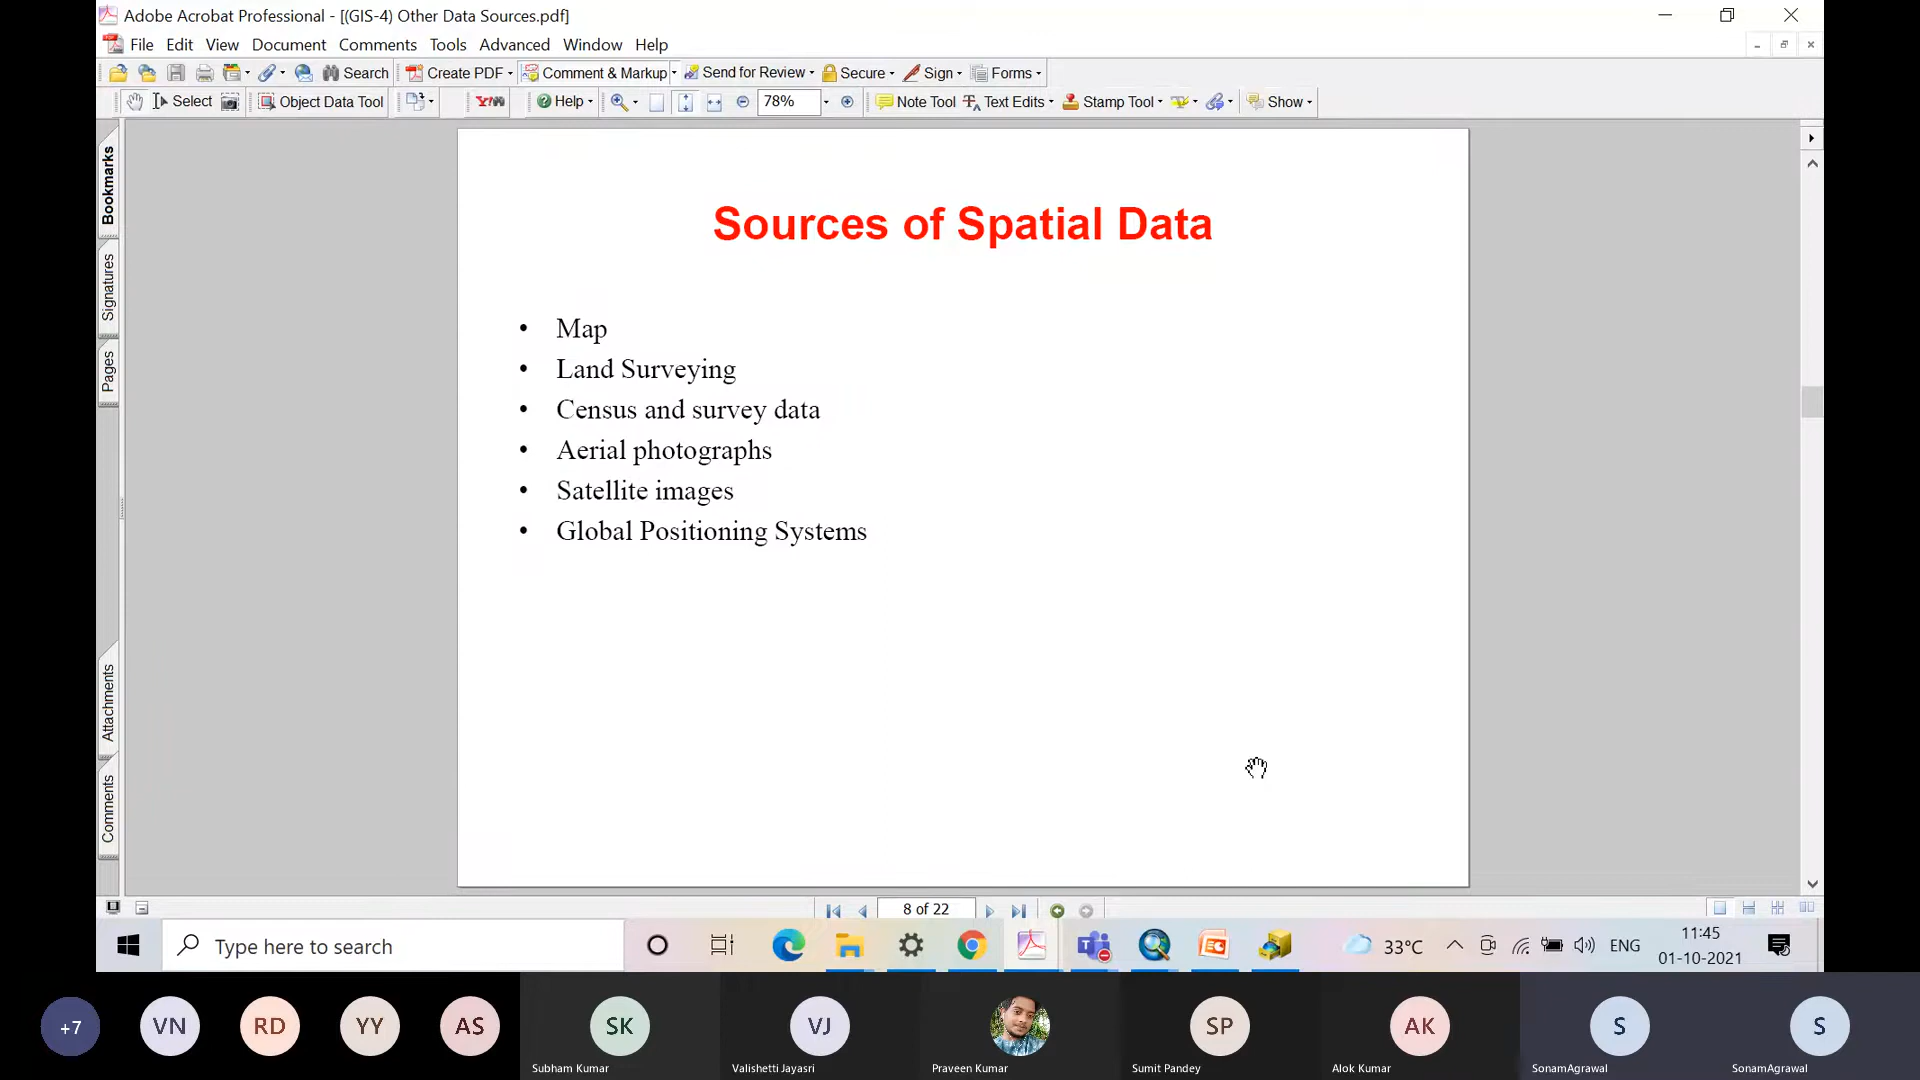 Adobe Acrobat Professional - [(GIS-4) Other Data Sources.pdf]
File Edit View Document Comments Tools Advanced Window Help
Search Create PDF Comment & Markup Send for Review Secure Sign Forms
Select Object Data Tool Y! Help 78% Note Tool Text Edits Stamp Tool Show
Bookmarks
Signatures
Pages
Attachments
Comments
Sources of Spatial Data
• Map
• Land Surveying
• Census and survey data
• Aerial photographs
• Satellite images
• Global Positioning Systems
8 of 22
Type here to search
33°C ENG 11:45
01-10-2021
+7 VN RD YY AS SK VJ SP AK S S
Subham Kumar Valishetti Jayasri Praveen Kumar Sumit Pandey Alok Kumar SonamAgrawal SonamAgrawal